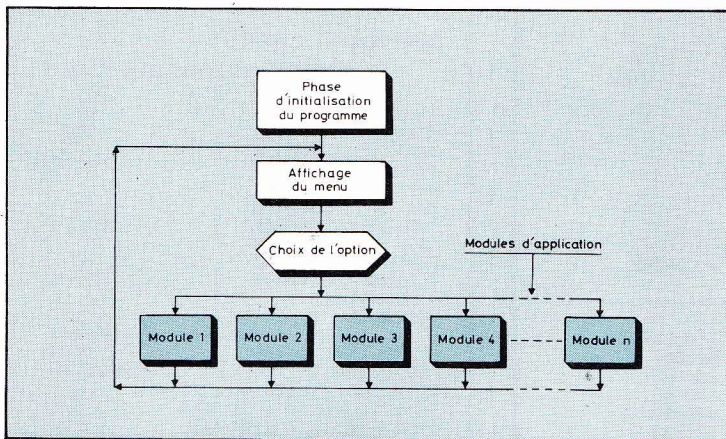 Phase
d'initialisation
du programme
Affichage
du menu
Choix de l'option
Modules d'application
Module 1
Module 2
Module 3
Module 4
Module n